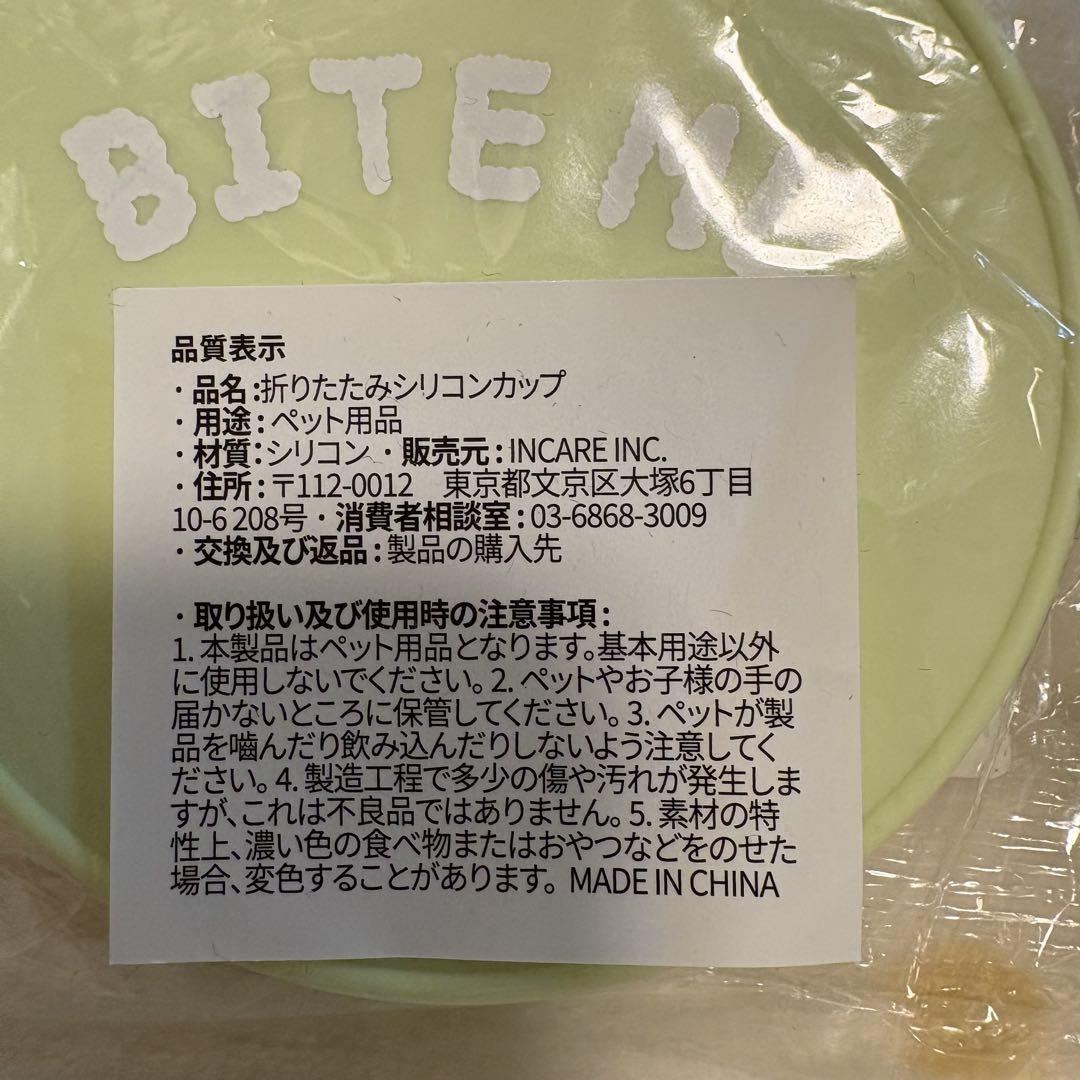 BITE M
品質表示
・品名:折りたたみシリコンカップ
・用途: ペット用品
・材質: シリコン ・販売元: INCARE INC.
・住所: 〒112-0012 東京都文京区大塚6丁目
10-6 208号・消費者相談室: 03-6868-3009
・交換及び返品: 製品の購入先
・取り扱い及び使用時の注意事項:
1. 本製品はペット用品となります。基本用途以外
に使用しないでください。2. ペットやお子様の手の
届かないところに保管してください。3. ペットが製
品を噛んだり飲み込んだりしないよう注意してく
ださい。4. 製造工程で多少の傷や汚れが発生しま
すが、これは不良品ではありません。5. 素材の特
性上、濃い色の食べ物またはおやつなどをのせた
場合、変色することがあります。 MADE IN CHINA